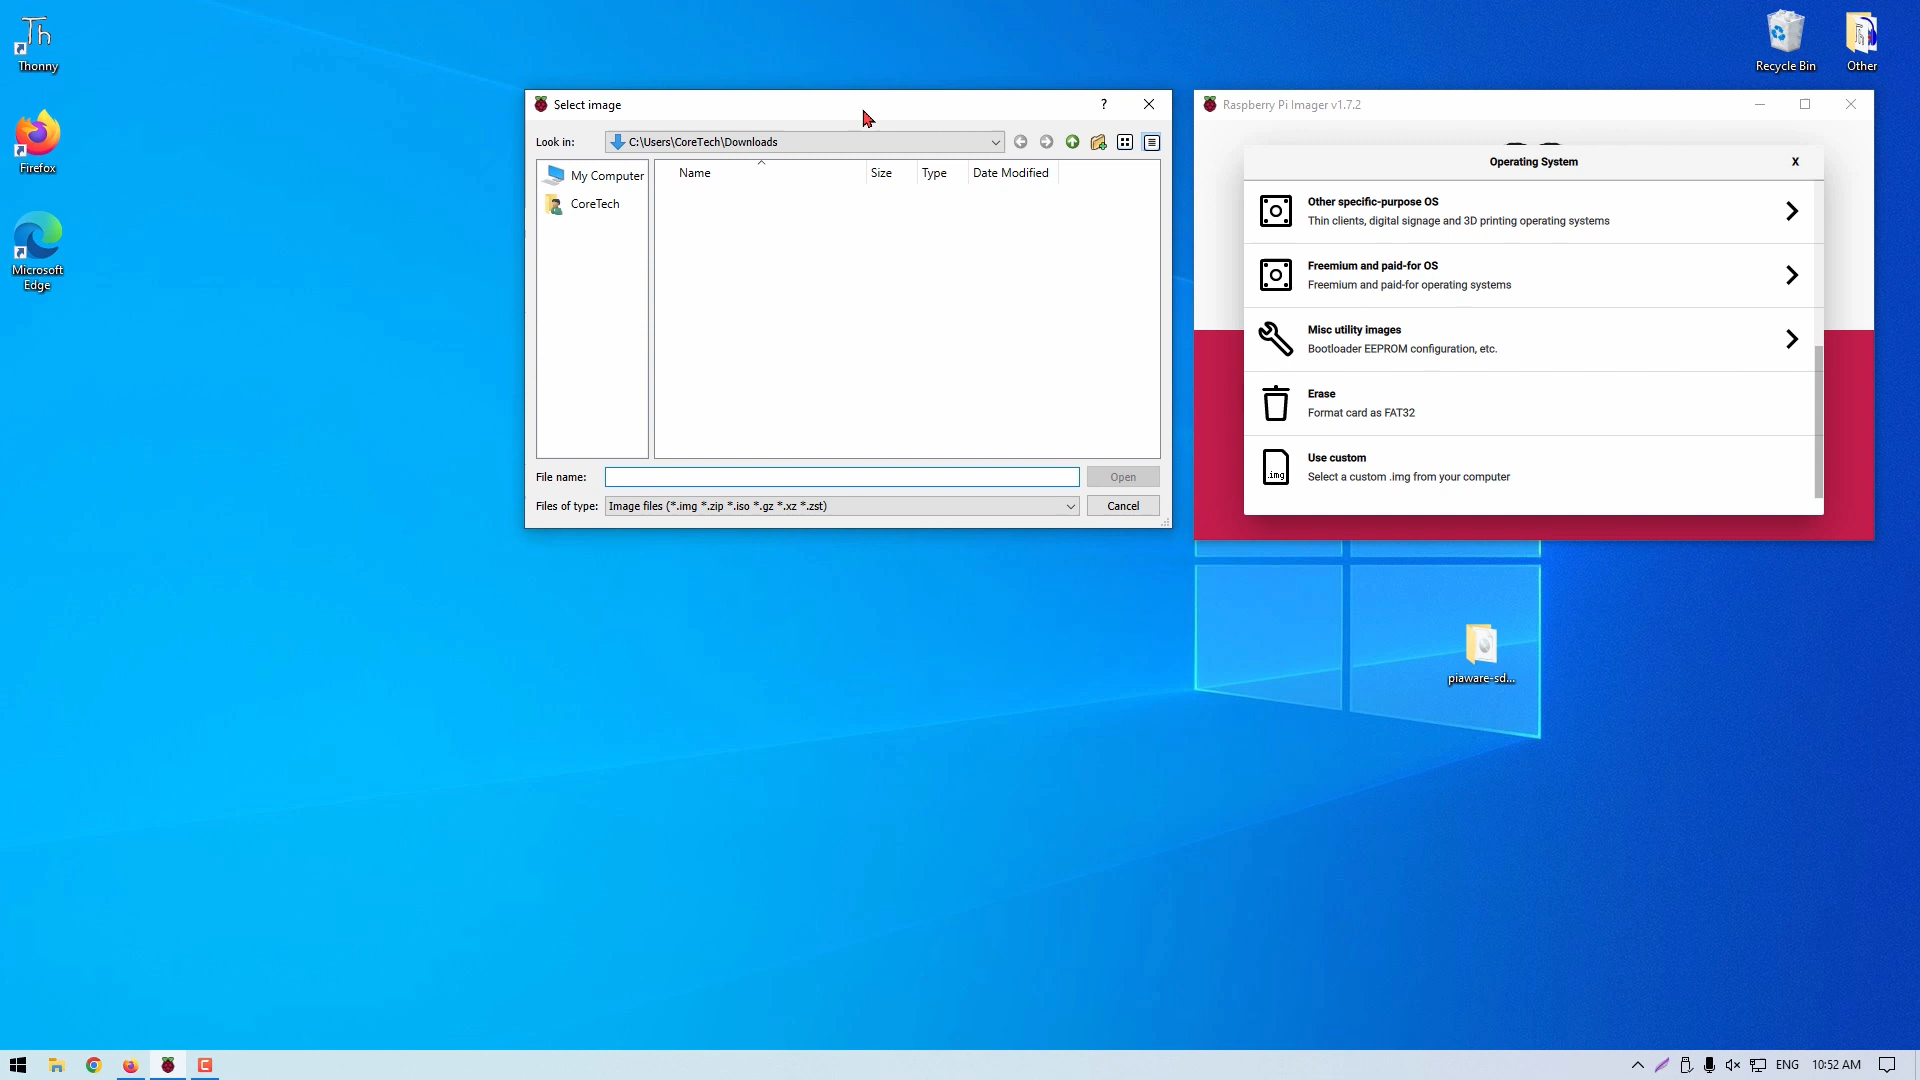 Thonny
Firefox
Microsoft
Edge
Recycle Bin
Other
Select image
?
Look in:
C:\Users\CoreTech\Downloads
My Computer
CoreTech
Name
Size
Type
Date Modified
File name:
Open
Files of type:
Image files (*.img *.zip *.iso *.gz *.xz *.zst)
Cancel
Raspberry Pi Imager v1.7.2
Operating System
X
Other specific-purpose OS
Thin clients, digital signage and 3D printing operating systems
Freemium and paid-for OS
Freemium and paid-for operating systems
Misc utility images
Bootloader EEPROM configuration, etc.
Erase
Format card as FAT32
.img
Use custom
Select a custom .img from your computer
piaware-sd...
ENG
10:52 AM